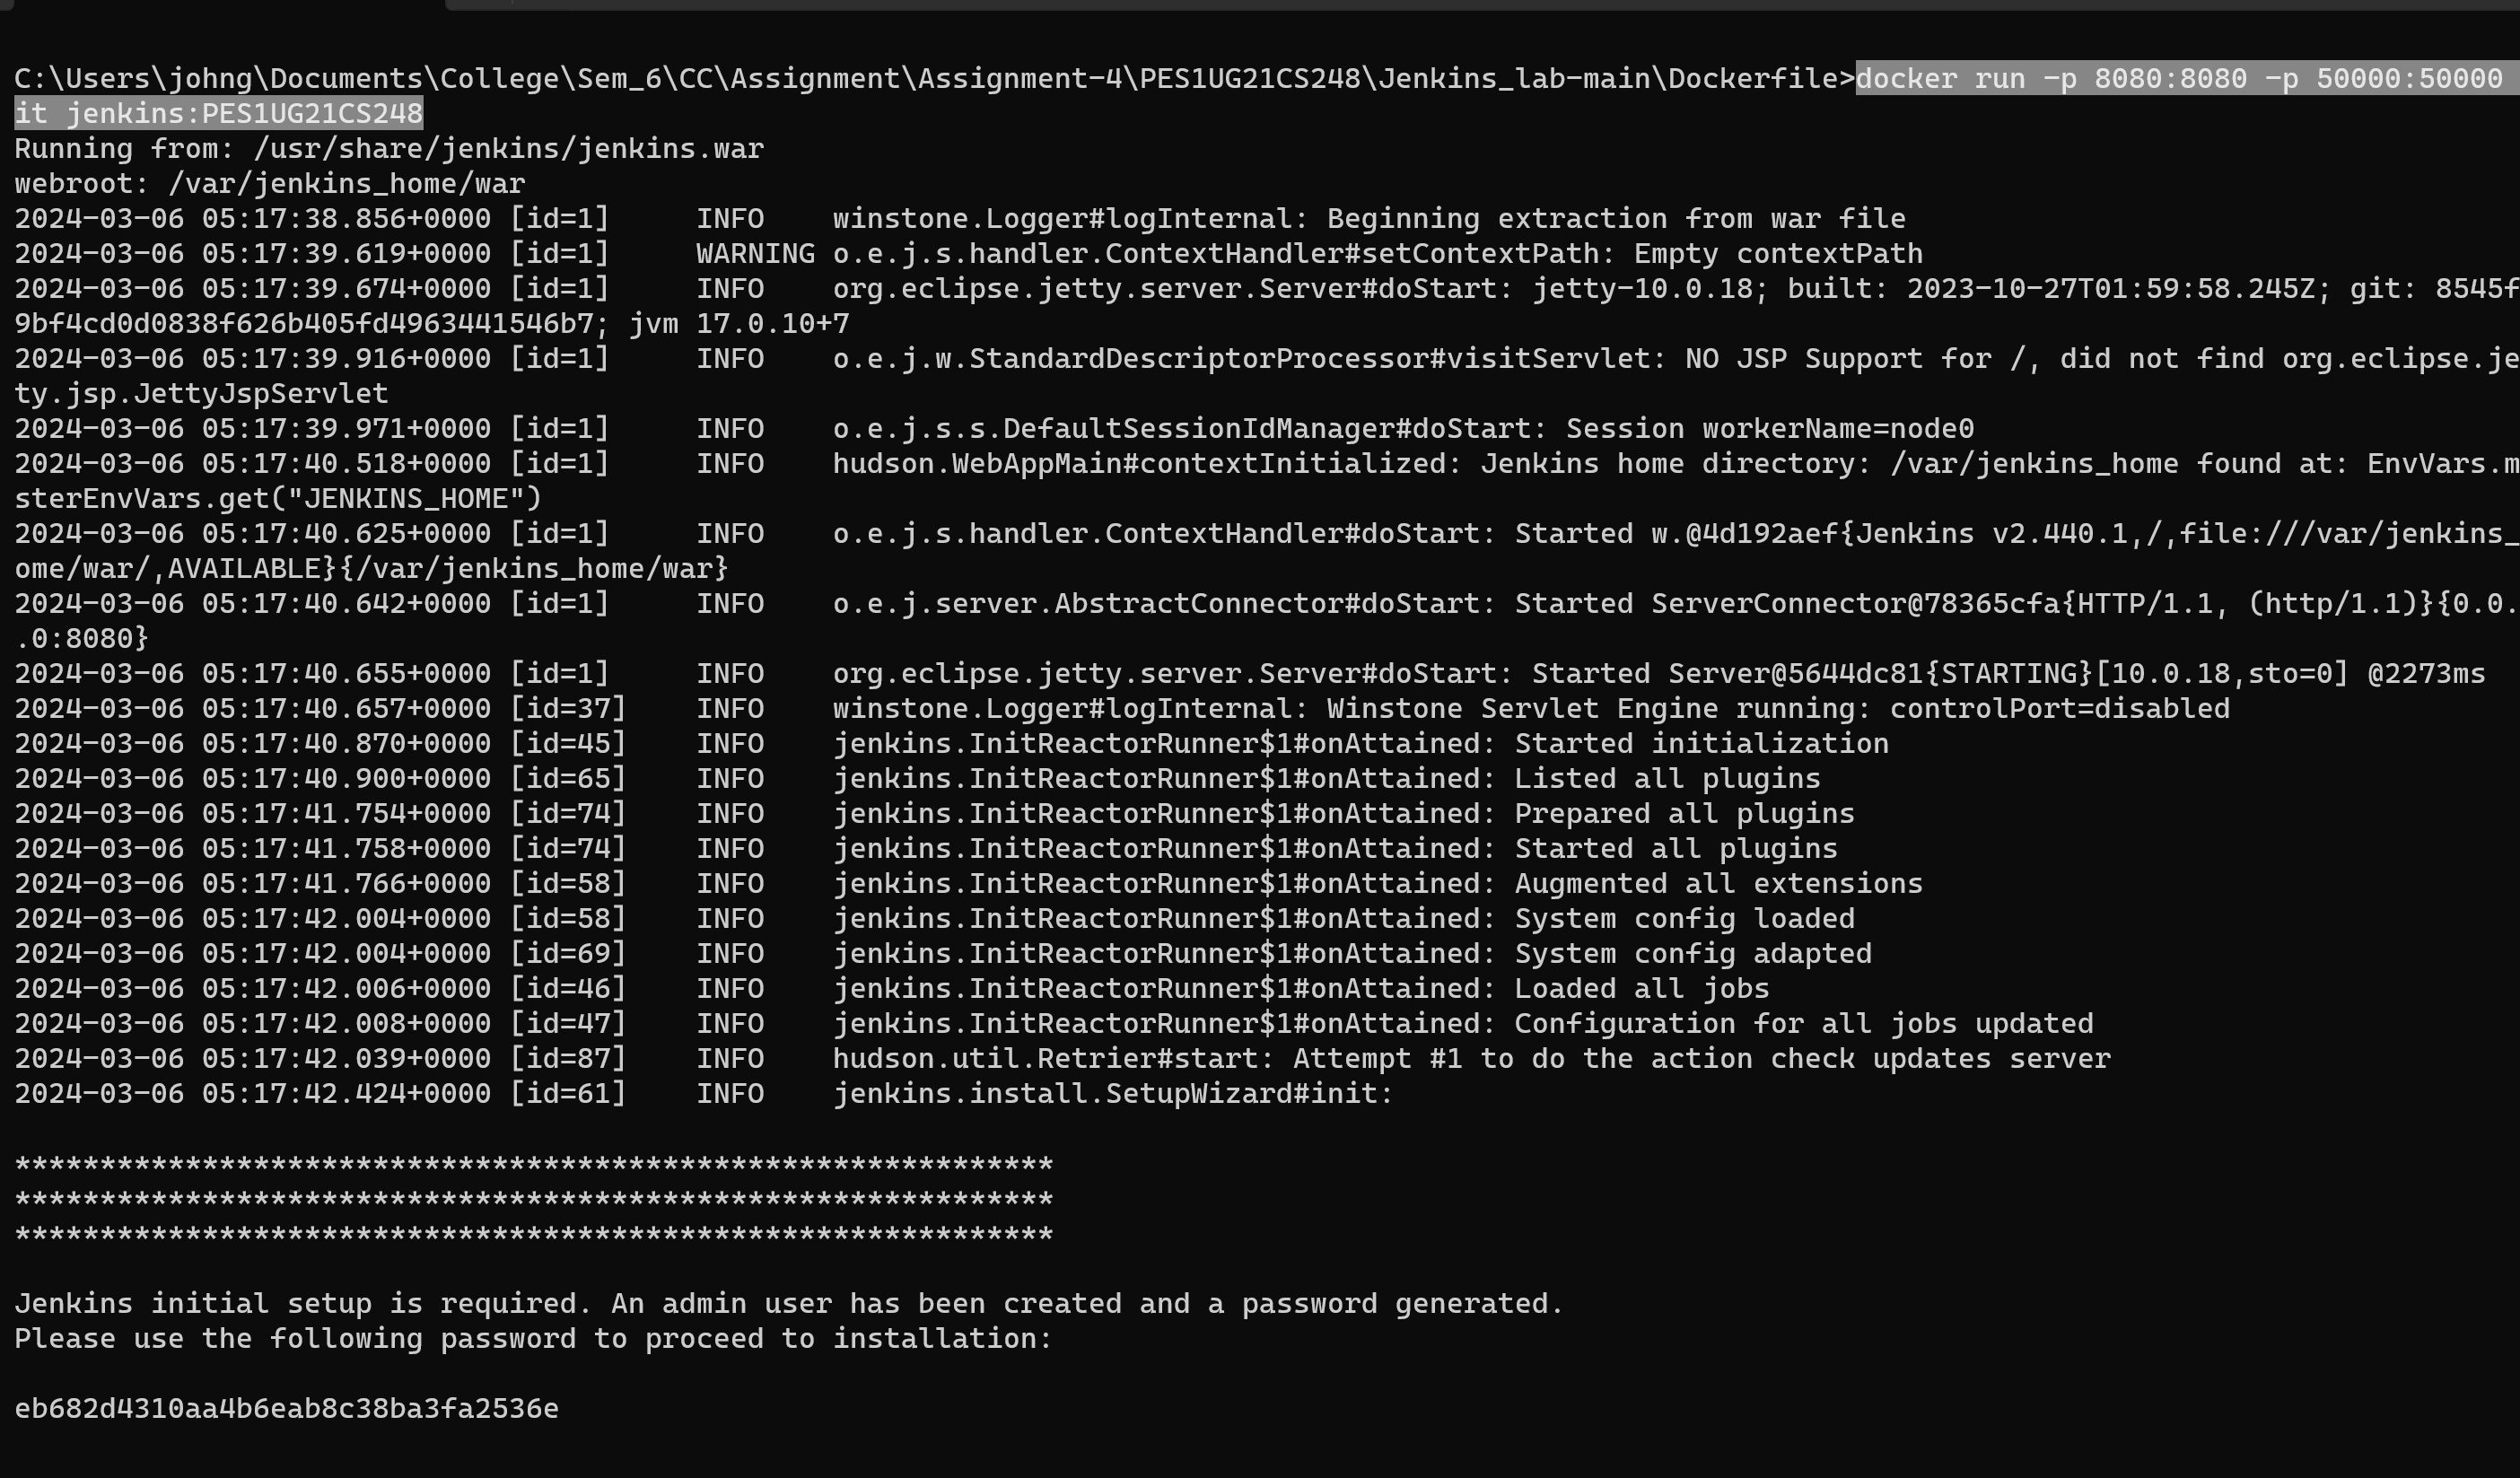 C:\Users\johng\Documents\College\Sem_6\CC\Assignment\Assignment-4\PES1UG21CS248\Jenkins_lab-main\Dockerfile>docker run -p 8080:8080 -p 50000:50000
it jenkins:PES1UG21CS248
Running from: /usr/share/jenkins/jenkins.war
webroot: /var/jenkins_home/war
2024-03-06 05:17:38.856+0000 [id=1]     INFO    winstone.Logger#logInternal: Beginning extraction from war file
2024-03-06 05:17:39.619+0000 [id=1]     WARNING o.e.j.s.handler.ContextHandler#setContextPath: Empty contextPath
2024-03-06 05:17:39.674+0000 [id=1]     INFO    org.eclipse.jetty.server.Server#doStart: jetty-10.0.18; built: 2023-10-27T01:59:58.245Z; git: 8545f
9bf4cd0d0838f626b405fd4963441546b7; jvm 17.0.10+7
2024-03-06 05:17:39.916+0000 [id=1]     INFO    o.e.j.w.StandardDescriptorProcessor#visitServlet: NO JSP Support for /, did not find org.eclipse.je
ty.jsp.JettyJspServlet
2024-03-06 05:17:39.971+0000 [id=1]     INFO    o.e.j.s.s.DefaultSessionIdManager#doStart: Session workerName=node0
2024-03-06 05:17:40.518+0000 [id=1]     INFO    hudson.WebAppMain#contextInitialized: Jenkins home directory: /var/jenkins_home found at: EnvVars.m
sterEnvVars.get("JENKINS_HOME")
2024-03-06 05:17:40.625+0000 [id=1]     INFO    o.e.j.s.handler.ContextHandler#doStart: Started w.@4d192aef{Jenkins v2.440.1,/,file:///var/jenkins_
ome/war/,AVAILABLE}{/var/jenkins_home/war}
2024-03-06 05:17:40.642+0000 [id=1]     INFO    o.e.j.server.AbstractConnector#doStart: Started ServerConnector@78365cfa{HTTP/1.1, (http/1.1)}{0.0.
.0:8080}
2024-03-06 05:17:40.655+0000 [id=1]     INFO    org.eclipse.jetty.server.Server#doStart: Started Server@5644dc81{STARTING}[10.0.18,sto=0] @2273ms
2024-03-06 05:17:40.657+0000 [id=37]    INFO    winstone.Logger#logInternal: Winstone Servlet Engine running: controlPort=disabled
2024-03-06 05:17:40.870+0000 [id=45]    INFO    jenkins.InitReactorRunner$1#onAttained: Started initialization
2024-03-06 05:17:40.900+0000 [id=65]    INFO    jenkins.InitReactorRunner$1#onAttained: Listed all plugins
2024-03-06 05:17:41.754+0000 [id=74]    INFO    jenkins.InitReactorRunner$1#onAttained: Prepared all plugins
2024-03-06 05:17:41.758+0000 [id=74]    INFO    jenkins.InitReactorRunner$1#onAttained: Started all plugins
2024-03-06 05:17:41.766+0000 [id=58]    INFO    jenkins.InitReactorRunner$1#onAttained: Augmented all extensions
2024-03-06 05:17:42.004+0000 [id=58]    INFO    jenkins.InitReactorRunner$1#onAttained: System config loaded
2024-03-06 05:17:42.004+0000 [id=69]    INFO    jenkins.InitReactorRunner$1#onAttained: System config adapted
2024-03-06 05:17:42.006+0000 [id=46]    INFO    jenkins.InitReactorRunner$1#onAttained: Loaded all jobs
2024-03-06 05:17:42.008+0000 [id=47]    INFO    jenkins.InitReactorRunner$1#onAttained: Configuration for all jobs updated
2024-03-06 05:17:42.039+0000 [id=87]    INFO    hudson.util.Retrier#start: Attempt #1 to do the action check updates server
2024-03-06 05:17:42.424+0000 [id=61]    INFO    jenkins.install.SetupWizard#init:
*************************************************************
*************************************************************
*************************************************************
Jenkins initial setup is required. An admin user has been created and a password generated.
Please use the following password to proceed to installation:
eb682d4310aa4b6eab8c38ba3fa2536e